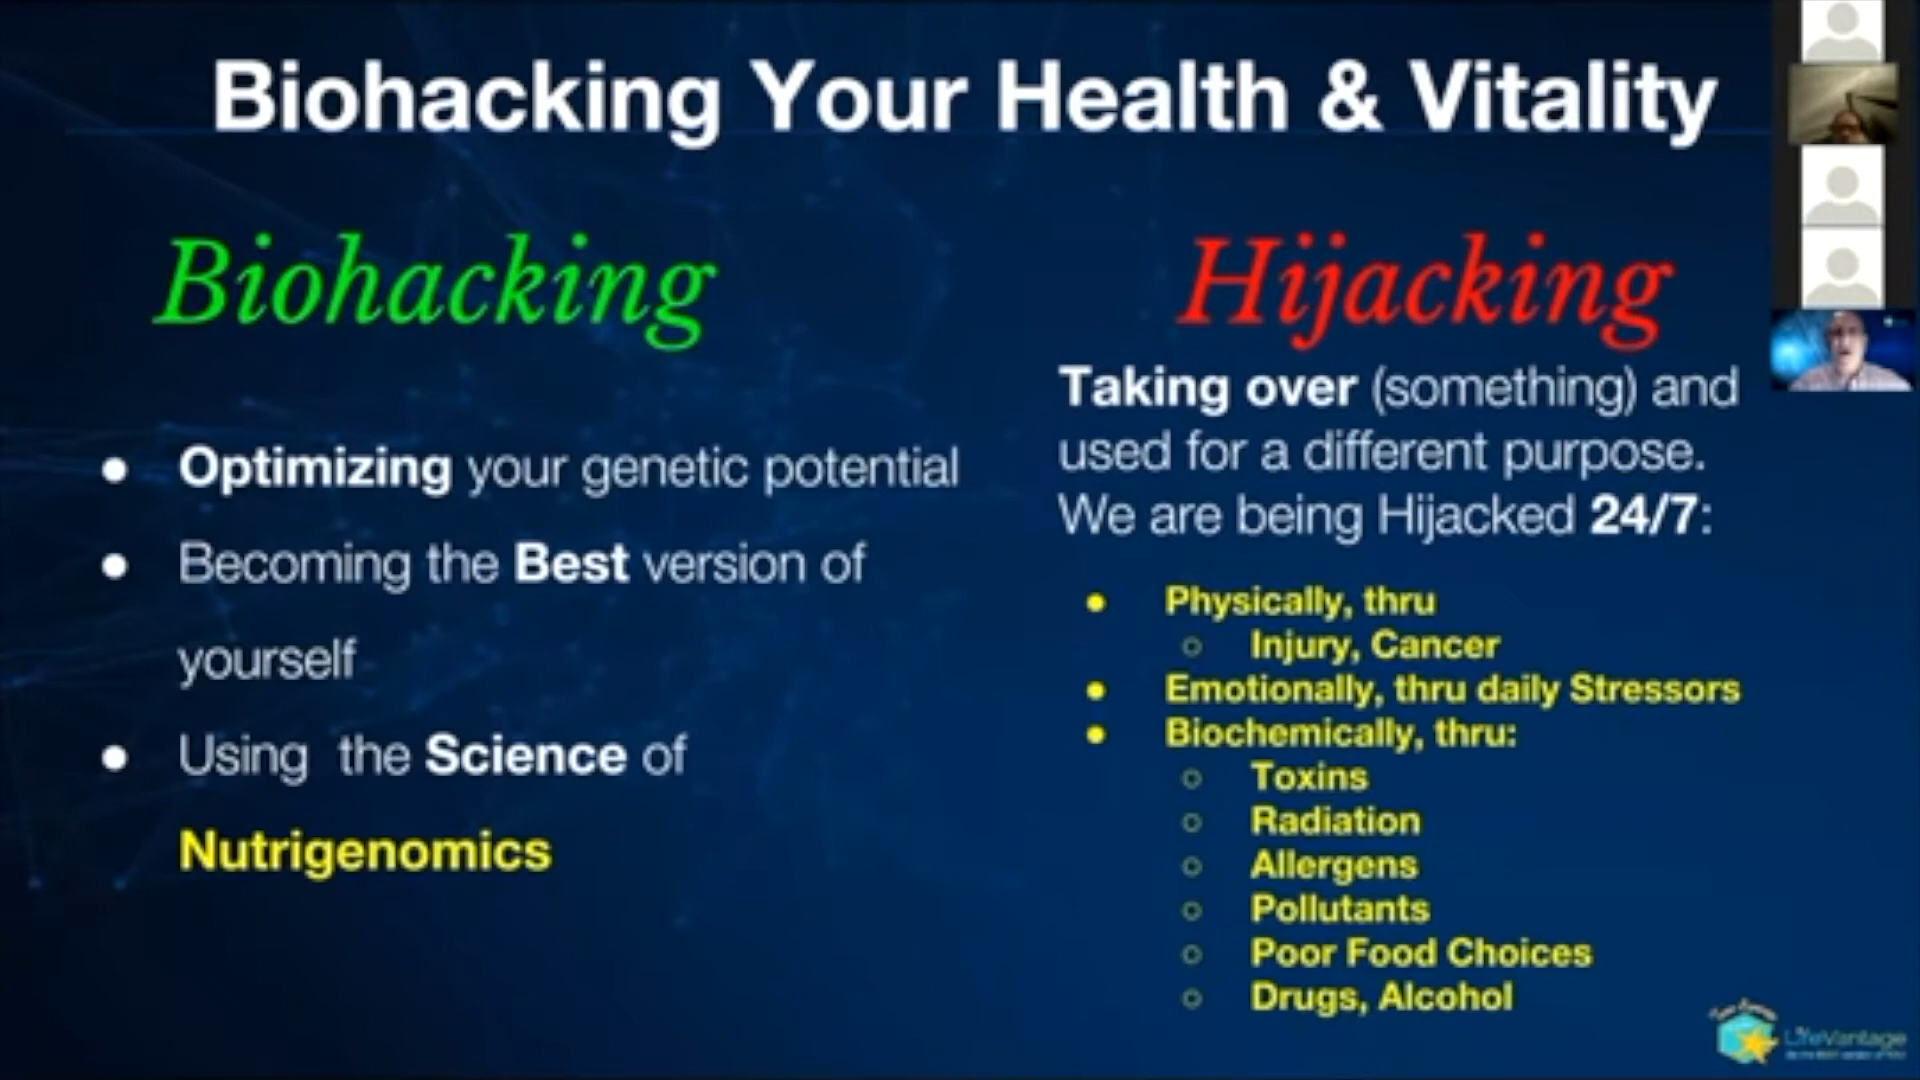 Biohacking Your Health & Vitality
Biohacking
Optimizing your genetic potential
Becoming the Best version of
yourself
Using the Science of
Nutrigenomics
Hijacking
Taking over (something) and
used for a different purpose.
We are being Hijacked 24/7:
Physically, thru
Injury, Cancer
Emotionally, thru daily Stressors
Biochemically, thru:
Toxins
Radiation
Allergens
Pollutants
Poor Food Choices
Drugs, Alcohol
LifeVantage